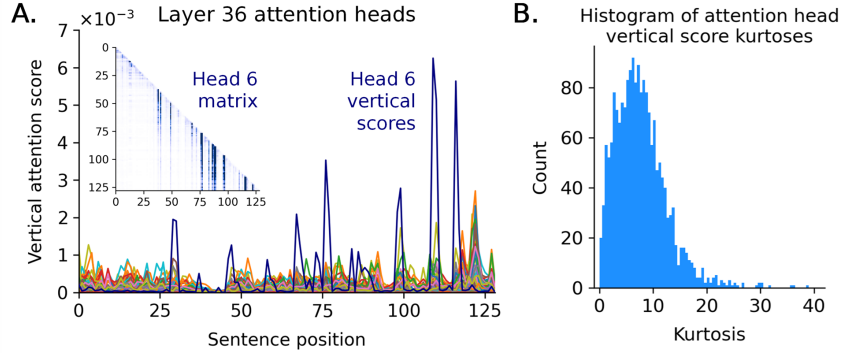 A.
×10⁻³
Layer 36 attention heads
Vertical attention score
7
6
5
4
3
2
1
0
0
25
50
75
100
125
0 25 50 75 100 125
Head 6
matrix
Head 6
vertical
scores
0 25 50 75 100 125
Sentence position
B.
Histogram of attention head
vertical score kurtoses
Count
80
60
40
20
0
0 10 20 30 40
Kurtosis